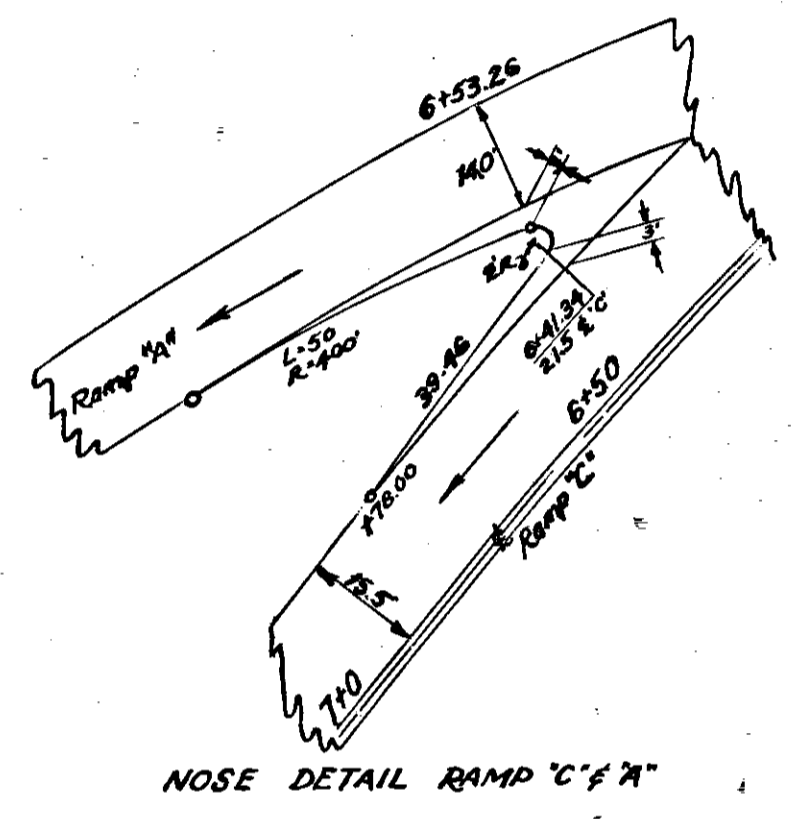 6+53.26
14.0'
3'
6+41.34
21.5 ⅊ "C"
Ramp "A"
L=50
R=400'
39.46
6+50
+78.00
⅊ Ramp "C"
15.5
7+0
NOSE DETAIL RAMP "C" & "A"